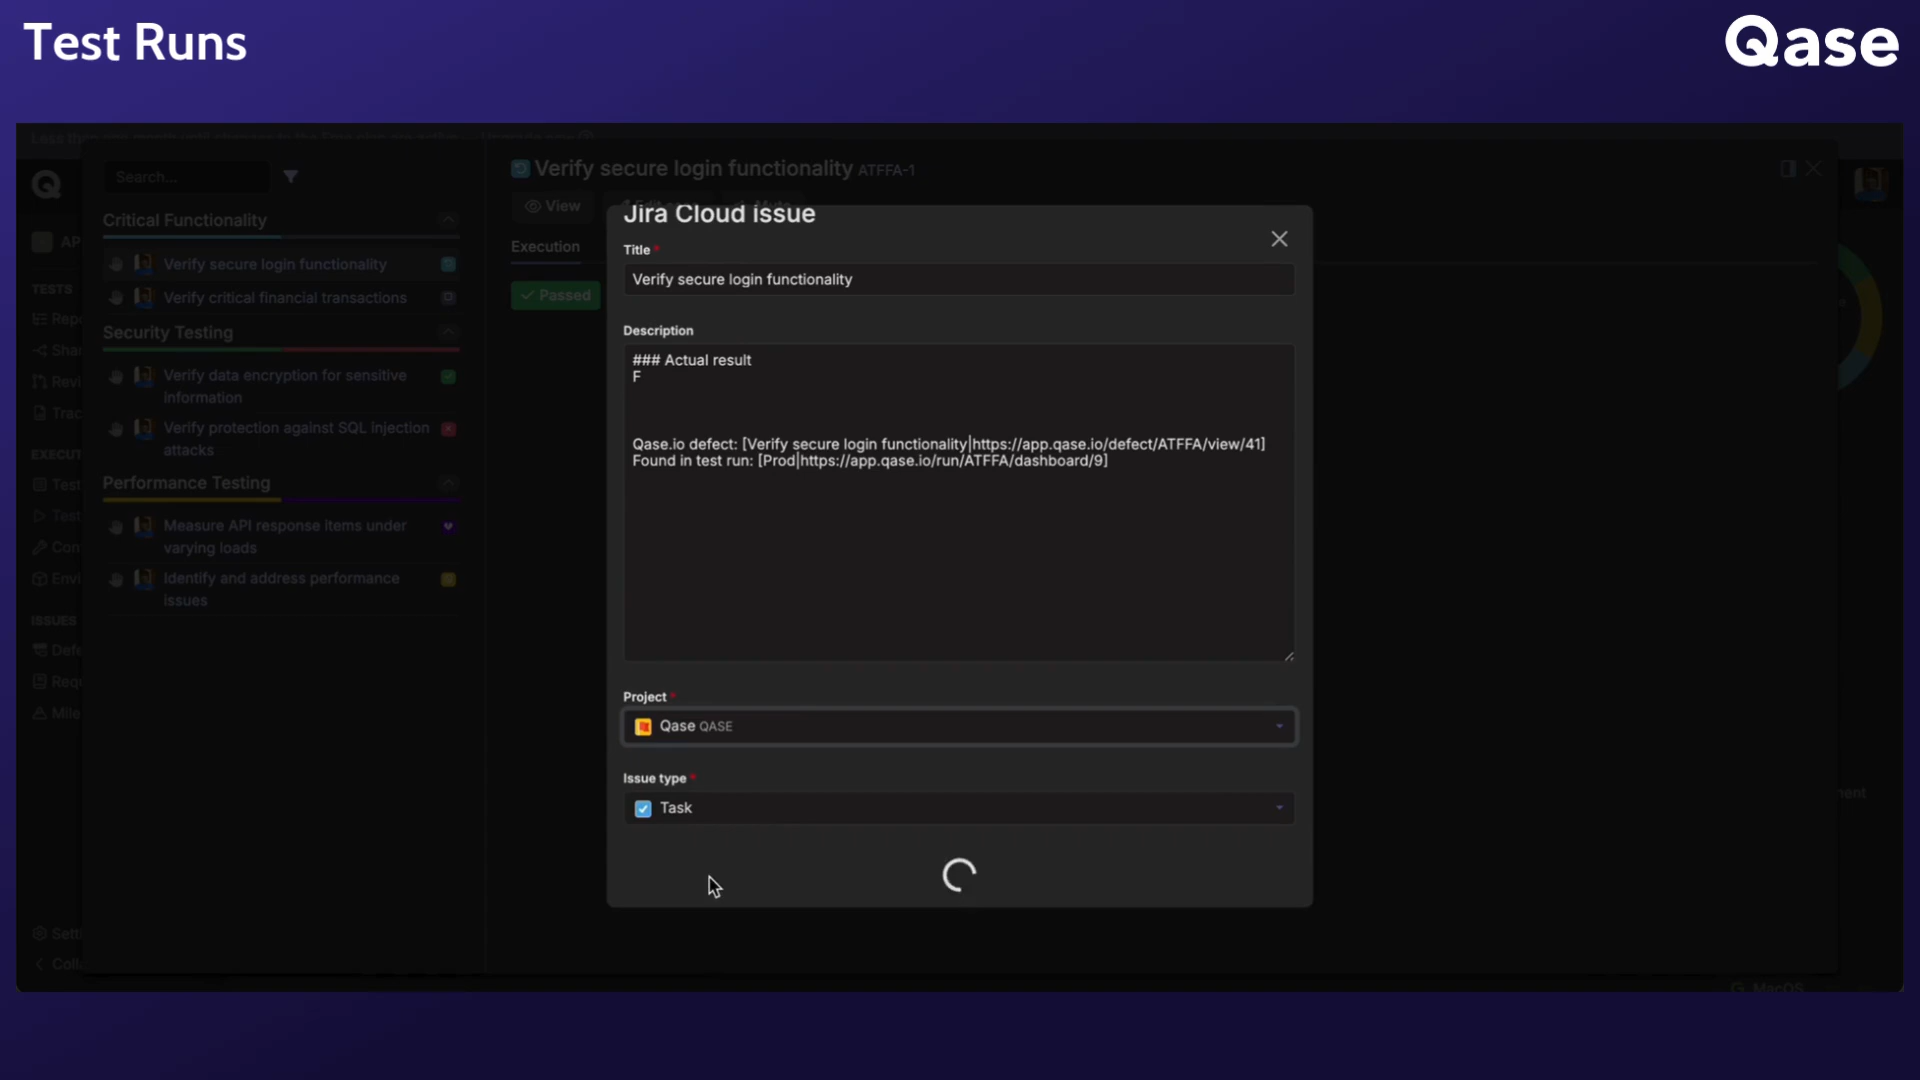 Test Runs
Qase
Search...
Critical Functionality
Verify secure login functionality
Verify critical financial transactions
Security Testing
Verify data encryption for sensitive
information
Verify protection against SQL injection
attacks
Performance Testing
Measure API response items under
varying loads
Identify and address performance
issues
TESTS
ISSUES
Verify secure login functionality ATFFA-1
View
Execution
Passed
Jira Cloud issue
Title *
Verify secure login functionality
Description
### Actual result
F
Qase.io defect: [Verify secure login functionality|https://app.qase.io/defect/ATFFA/view/41]
Found in test run: [Prod|https://app.qase.io/run/ATFFA/dashboard/9]
Project *
Qase QASE
Issue type *
Task
MacOS